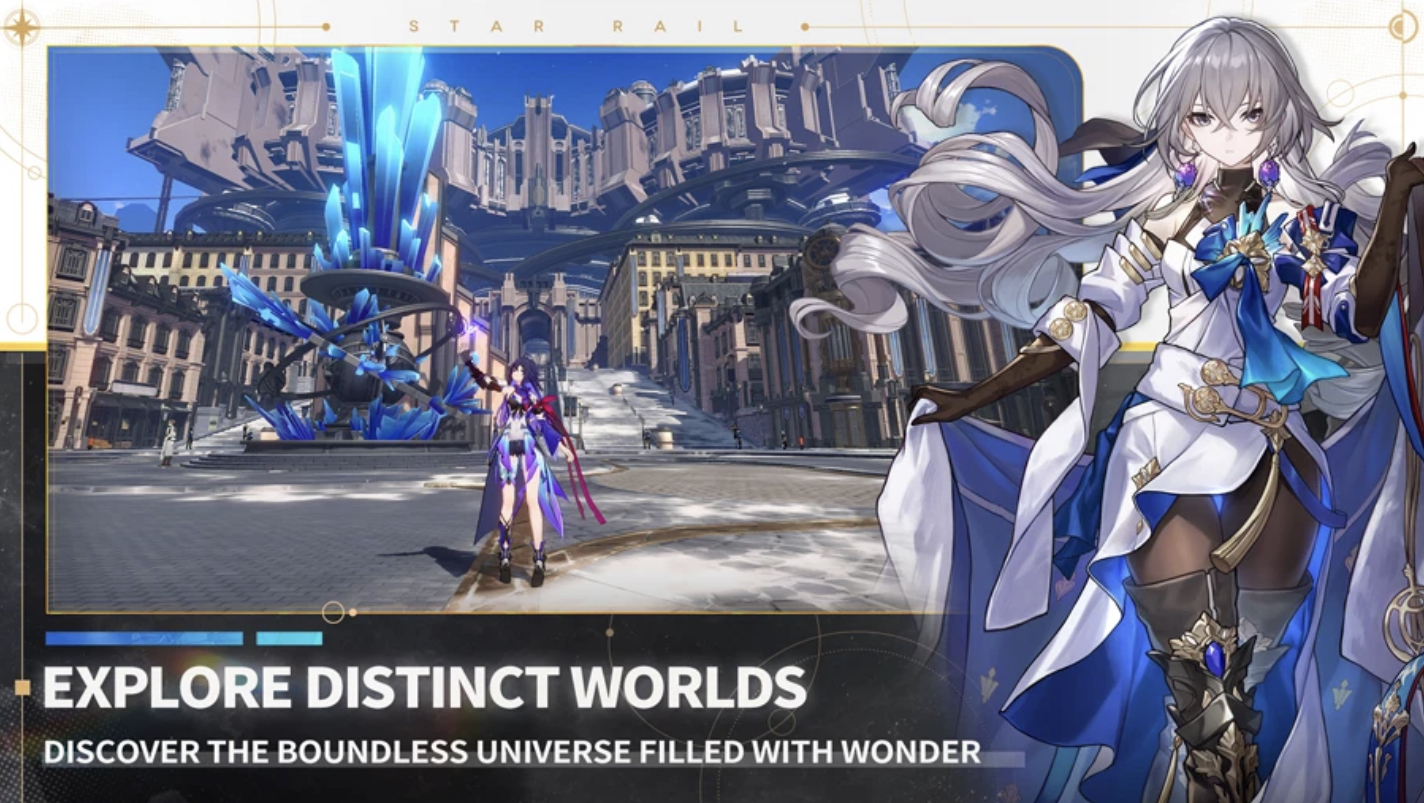 STAR RAIL
EXPLORE DISTINCT WORLDS
DISCOVER THE BOUNDLESS UNIVERSE FILLED WITH WONDER